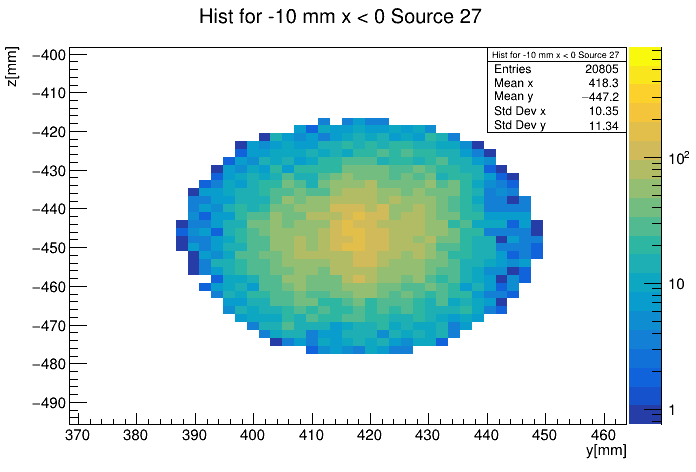 Hist for -10 mm x < 0 Source 27
z[mm]
−400
−410
−420
−430
−440
−450
−460
−470
−480
−490
Hist for -10 mm x < 0 Source 27
Entries 20805
Mean x 418.3
Mean y −447.2
Std Dev x 10.35
Std Dev y 11.34
10²
10
1
370 380 390 400 410 420 430 440 450 460
y[mm]